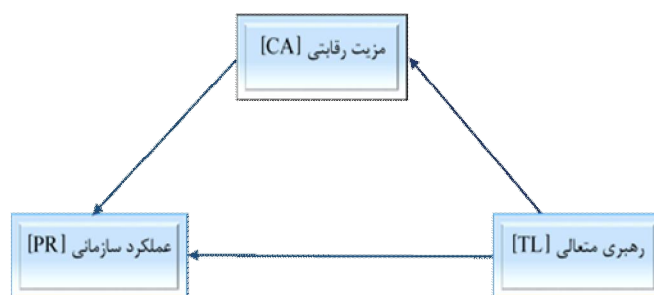 مزیت رقابتی [CA]
رهبری متعالی [TL]
عملکرد سازمانی [PR]